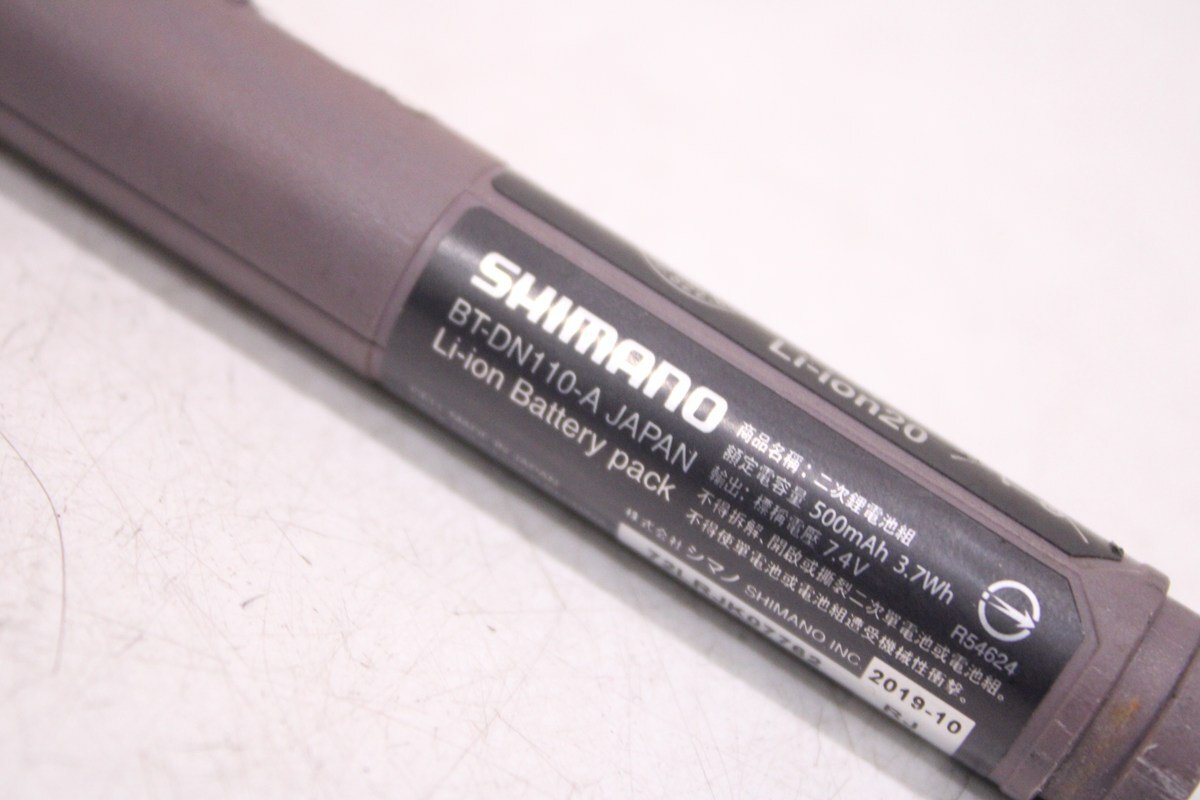 SHIMANO
BT-DN110-A JAPAN
Li-ion Battery pack
商品名稱：二次鋰電池組
額定電容量 500mAh 3.7Wh
輸出：標稱電壓 7.4V
不得拆解、開啟或撕裂二次單電池或電池組。
不得使單電池或電池組遭受機械性衝擊。
R54624
株式会社 シマノ SHIMANO INC.
2019-10
RJ
Li-ion20